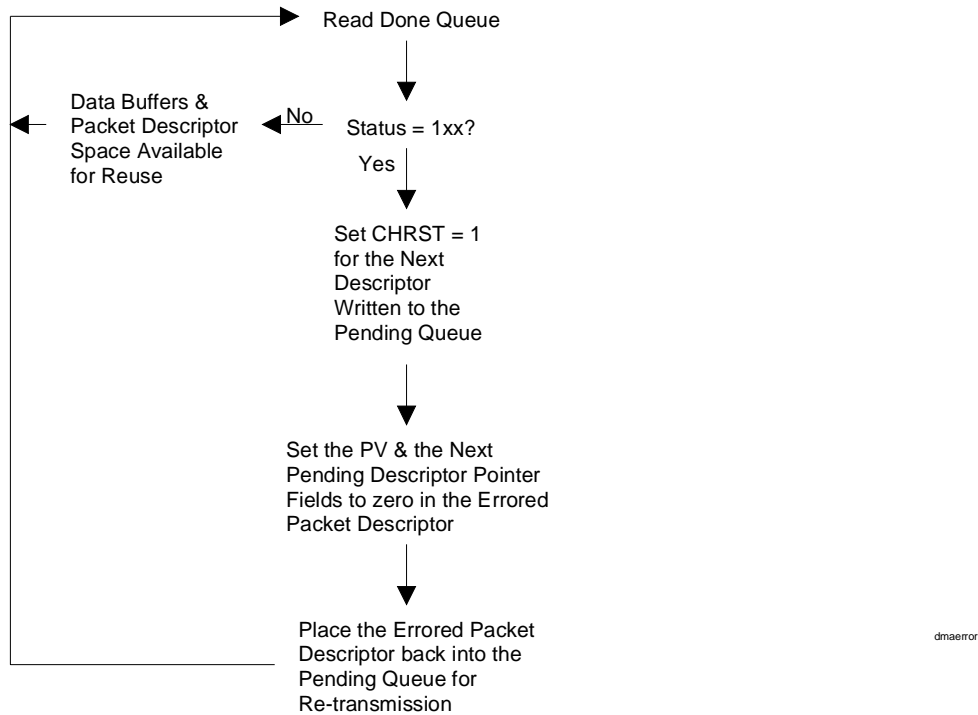 Read Done Queue
Data Buffers &
Packet Descriptor
Space Available
for Reuse
No
Status = 1xx?
Yes
Set CHRST = 1
for the Next
Descriptor
Written to the
Pending Queue
Set the PV & the Next
Pending Descriptor Pointer
Fields to zero in the Errored
Packet Descriptor
Place the Errored Packet
Descriptor back into the
Pending Queue for
Re-transmission
dmaerror